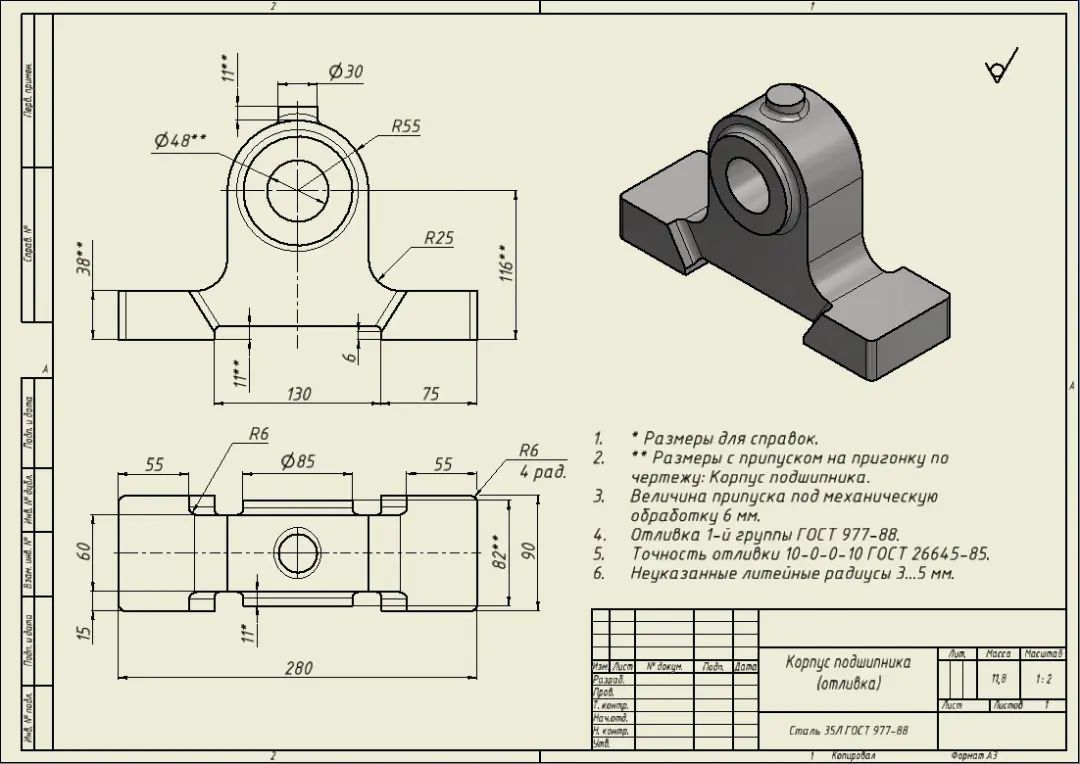 2
1
Перв. примен.
Справ. №
Подп. и дата
Инв. № дубл.
Взам. инв. №
Подп. и дата
Инв. № подл.
А
А
11**
Ø30
Ø48**
R55
R25
38**
116**
11**
6
130
75
R6
R6
4 рад.
55
Ø85
55
60
82**
90
15
11*
280
1. * Размеры для справок.
2. ** Размеры с припуском на пригонку по
чертежу: Корпус подшипника.
3. Величина припуска под механическую
обработку 6 мм.
4. Отливка 1-й группы ГОСТ 977-88.
5. Точность отливки 10-0-0-10 ГОСТ 26645-85.
6. Неуказанные литейные радиусы 3...5 мм.
Изм. Лист № докум. Подп. Дата
Разраб.
Пров.
Т. контр.
Нач.отд.
Н. контр.
Утв.
Корпус подшипника
(отливка)
Сталь 35Л ГОСТ 977-88
Лит. Масса Масштаб
11,8 1:2
Лист Листов 1
2
1 Копировал Формат А3